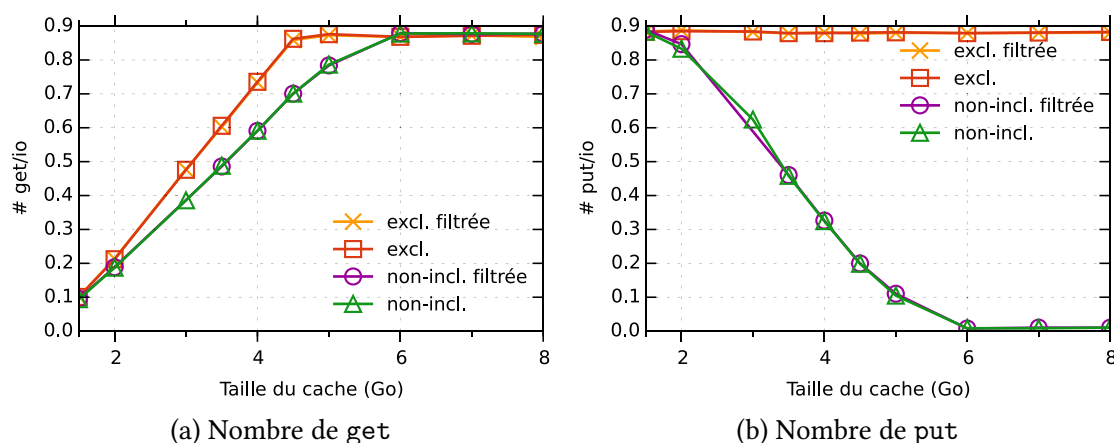 0.9
0.8
0.7
0.6
0.5
0.4
0.3
0.2
0.1
0.0
# get/io
excl. filtrée
excl.
non-incl. filtrée
non-incl.
2 4 6 8
Taille du cache (Go)
(a) Nombre de get
0.9
0.8
0.7
0.6
0.5
0.4
0.3
0.2
0.1
0.0
# put/io
excl. filtrée
excl.
non-incl. filtrée
non-incl.
2 4 6 8
Taille du cache (Go)
(b) Nombre de put